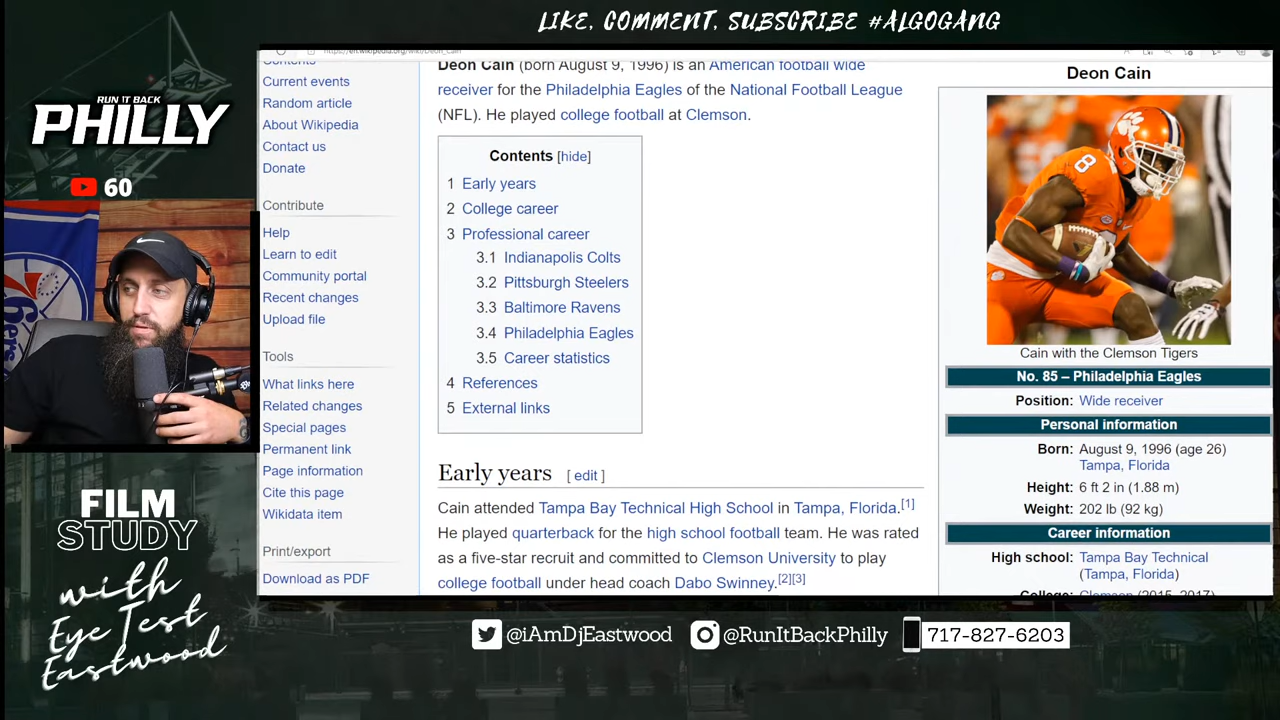 LIKE, COMMENT, SUBSCRIBE #ALGOGANG
RUN IT BACK
PHILLY
60
FILM
STUDY
with
Eye Test
Eastwood
Contents
Current events
Random article
About Wikipedia
Contact us
Donate
Contribute
Help
Learn to edit
Community portal
Recent changes
Upload file
Tools
What links here
Related changes
Special pages
Permanent link
Page information
Cite this page
Wikidata item
Print/export
Download as PDF
Deon Cain (born August 9, 1996) is an American football wide
receiver for the Philadelphia Eagles of the National Football League
(NFL). He played college football at Clemson.
Contents [hide]
1 Early years
2 College career
3 Professional career
3.1 Indianapolis Colts
3.2 Pittsburgh Steelers
3.3 Baltimore Ravens
3.4 Philadelphia Eagles
3.5 Career statistics
4 References
5 External links
Early years [ edit ]
Cain attended Tampa Bay Technical High School in Tampa, Florida.[1]
He played quarterback for the high school football team. He was rated
as a five-star recruit and committed to Clemson University to play
college football under head coach Dabo Swinney.[2][3]
Deon Cain
8
Cain with the Clemson Tigers
No. 85 – Philadelphia Eagles
Position: Wide receiver
Personal information
Born: August 9, 1996 (age 26)
Tampa, Florida
Height: 6 ft 2 in (1.88 m)
Weight: 202 lb (92 kg)
Career information
High school: Tampa Bay Technical
(Tampa, Florida)
College: Clemson (2015–2017)
@iAmDjEastwood
@RunItBackPhilly
717-827-6203